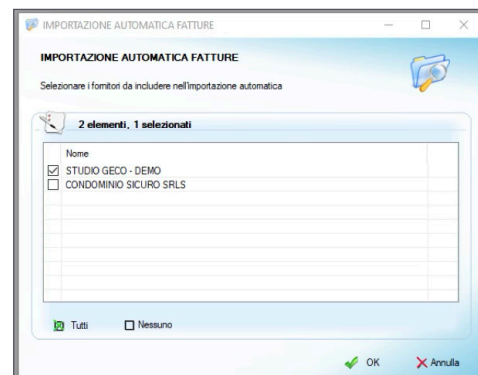 IMPORTAZIONE AUTOMATICA FATTURE
IMPORTAZIONE AUTOMATICA FATTURE
Selezionare i fornitori da includere nell'importazione automatica
2 elementi, 1 selezionati
Nome
STUDIO GECO - DEMO
CONDOMINIO SICURO SRLS
Tutti Nessuno
OK Annulla